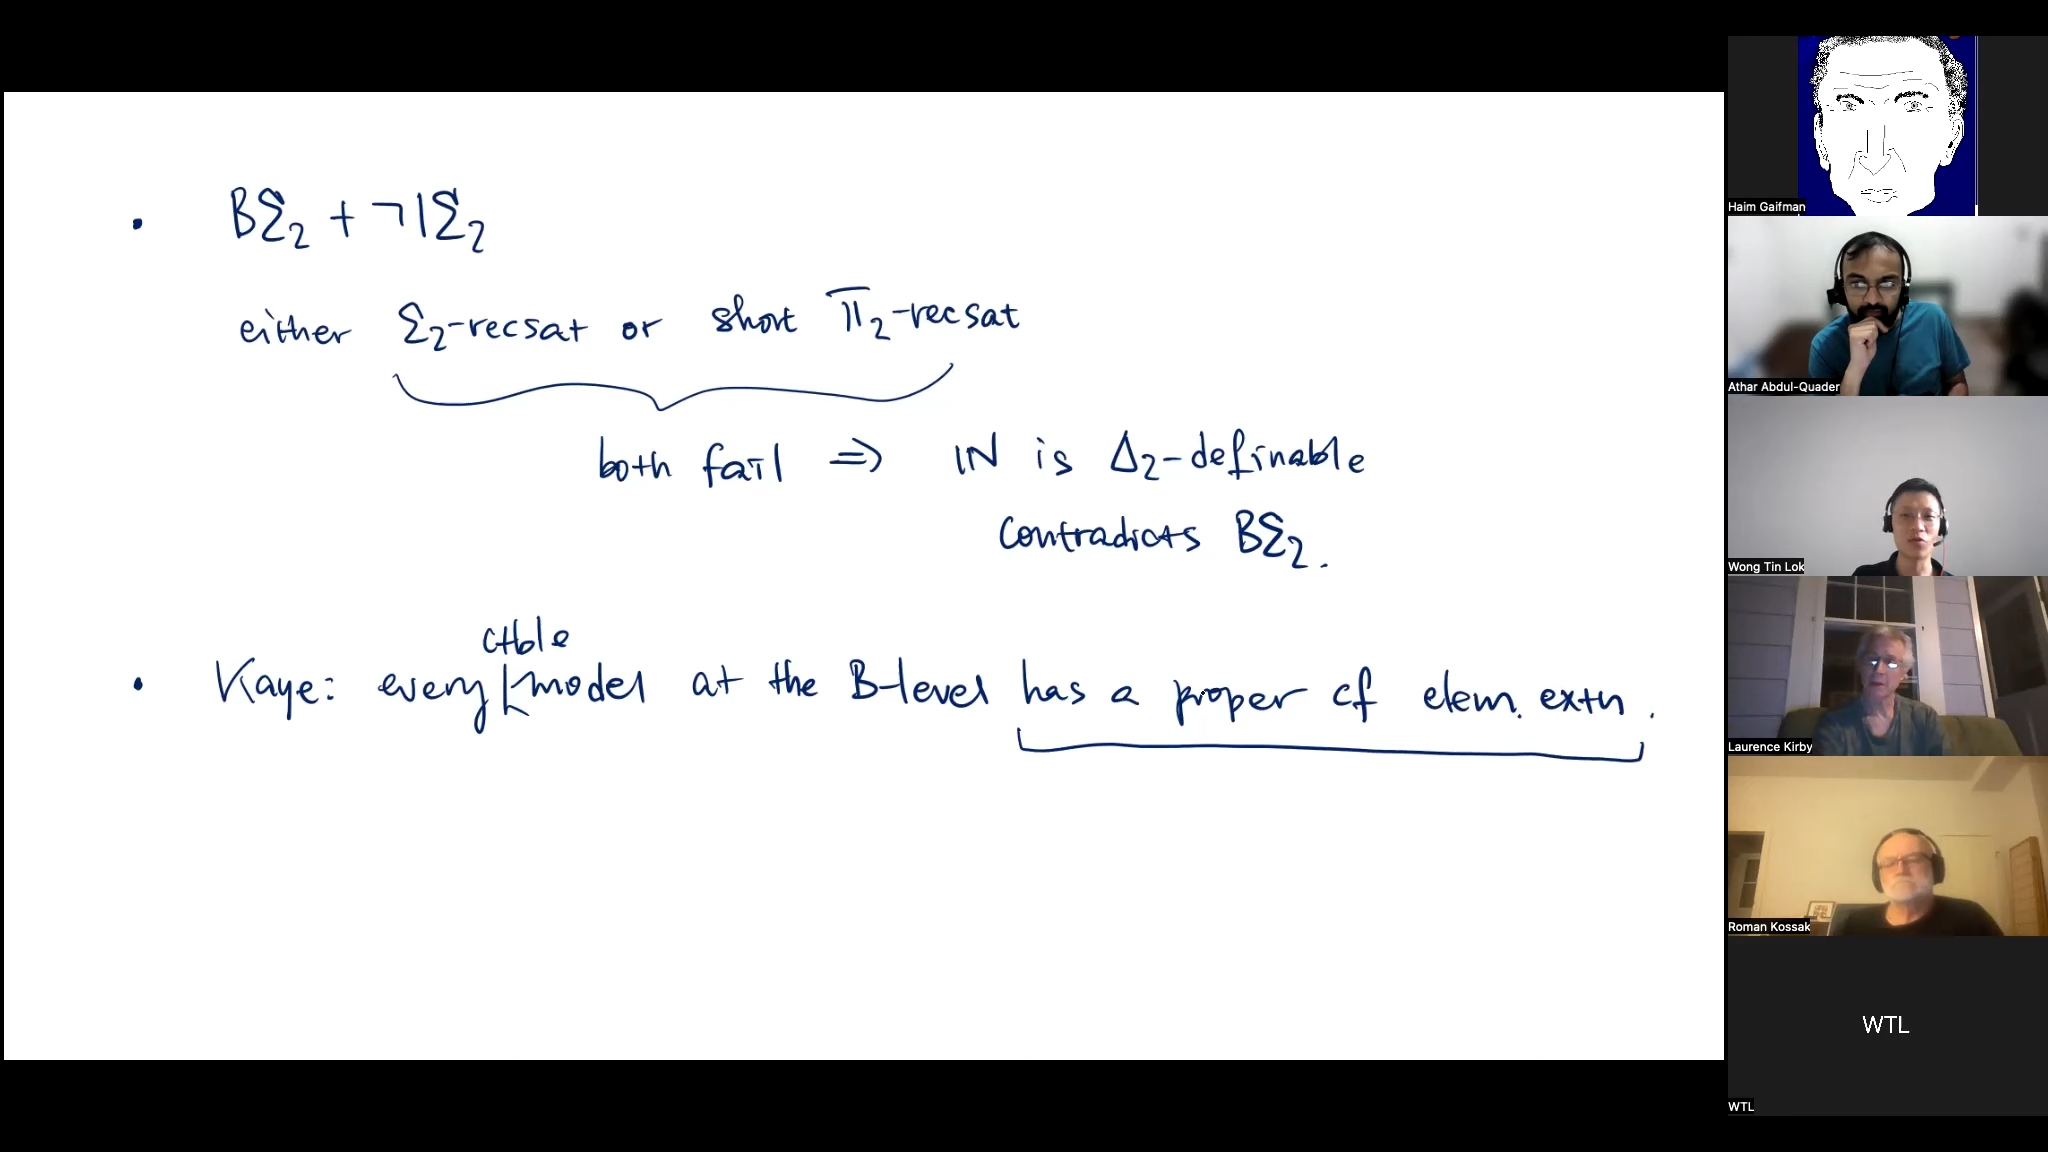 • BΣ₂ + ¬IΣ₂
either Σ₂-recsat or short Π₂-recsat
both fail ⇒ IN is Δ₂-definable
contradicts BΣ₂.
ctble
• Kaye: every model at the B-level has a proper cf elem. extn.
Haim Gaifman
Athar Abdul-Quader
Wong Tin Lok
Laurence Kirby
Roman Kossak
WTL
WTL